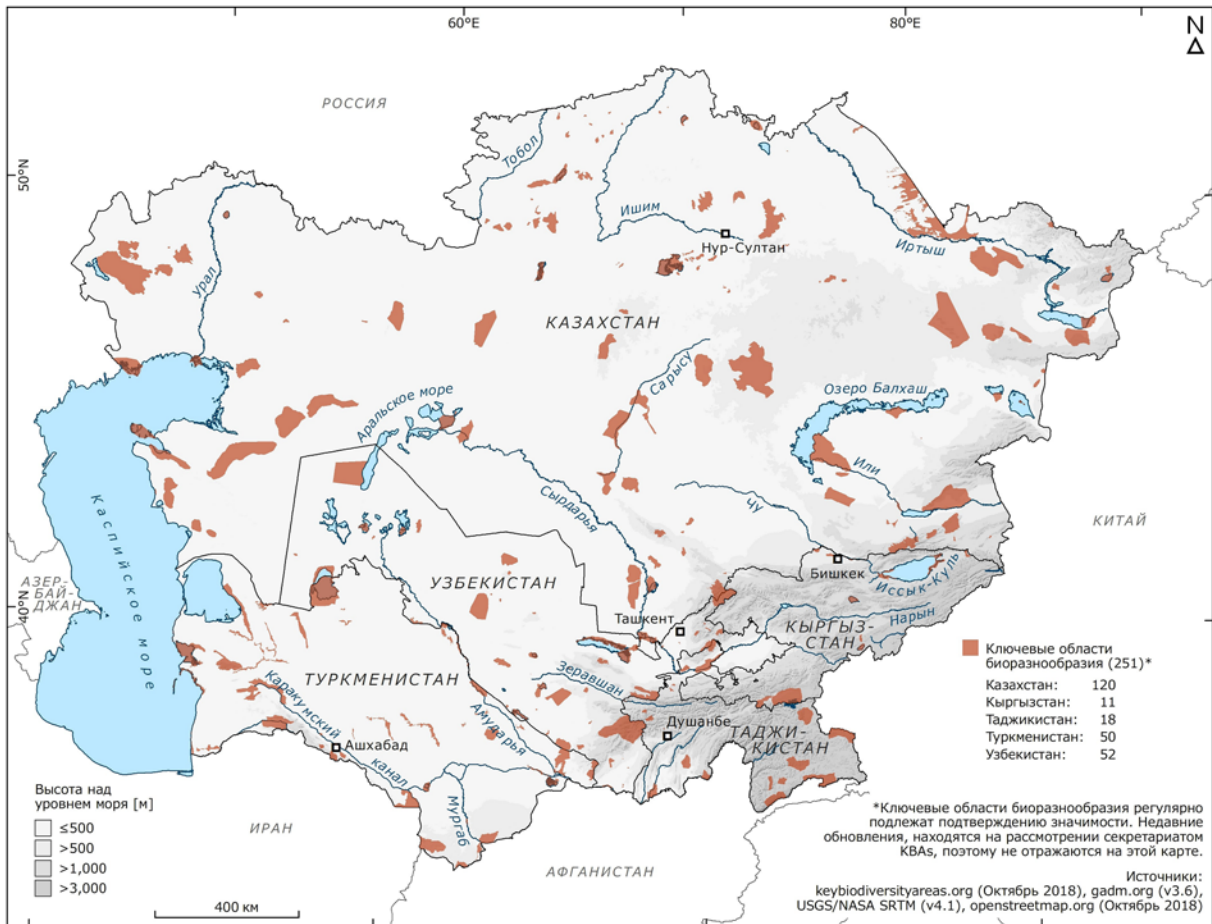 60°E
80°E
N
РОССИЯ
50°N
Тобол
Ишим
Нур-Султан
Иртыш
Урал
КАЗАХСТАН
Сарысу
Озеро Балхаш
Аральское море
Или
Сырдарья
Чу
КИТАЙ
АЗЕР-
БАЙ-
ДЖАН
40°N
Каспийское море
УЗБЕКИСТАН
Бишкек
Иссык-Куль
Ташкент
Нарын
КЫРГЫЗ-
СТАН
ТУРКМЕНИСТАН
Зеравшан
Каракумский
канал
Ашхабад
Амударья
Душанбе
ТАДЖИ-
КИСТАН
Мургаб
ИРАН
АФГАНИСТАН
Ключевые области
биоразнообразия (251)*
Казахстан: 120
Кыргызстан: 11
Таджикистан: 18
Туркменистан: 50
Узбекистан: 52
Высота над
уровнем моря [м]
≤500
>500
>1,000
>3,000
400 км
*Ключевые области биоразнообразия регулярно
подлежат подтверждению значимости. Недавние
обновления, находятся на рассмотрении секретариатом
KBAs, поэтому не отражаются на этой карте.
Источники:
keybiodiversityareas.org (Октябрь 2018), gadm.org (v3.6),
USGS/NASA SRTM (v4.1), openstreetmap.org (Октябрь 2018)